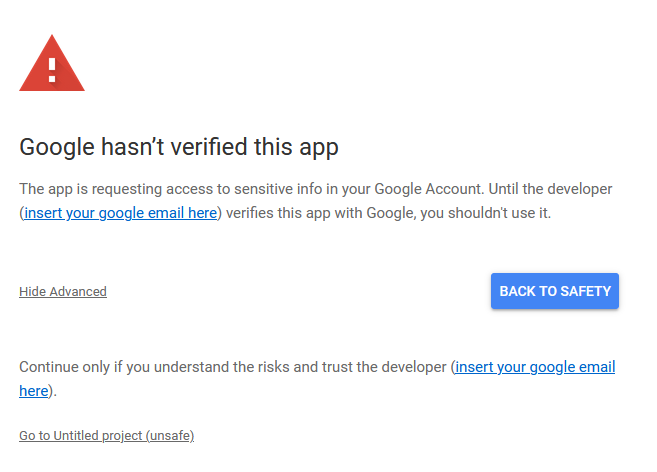 Google hasn’t verified this app
The app is requesting access to sensitive info in your Google Account. Until the developer
(insert your google email here) verifies this app with Google, you shouldn't use it.
Hide Advanced
BACK TO SAFETY
Continue only if you understand the risks and trust the developer (insert your google email
here).
Go to Untitled project (unsafe)